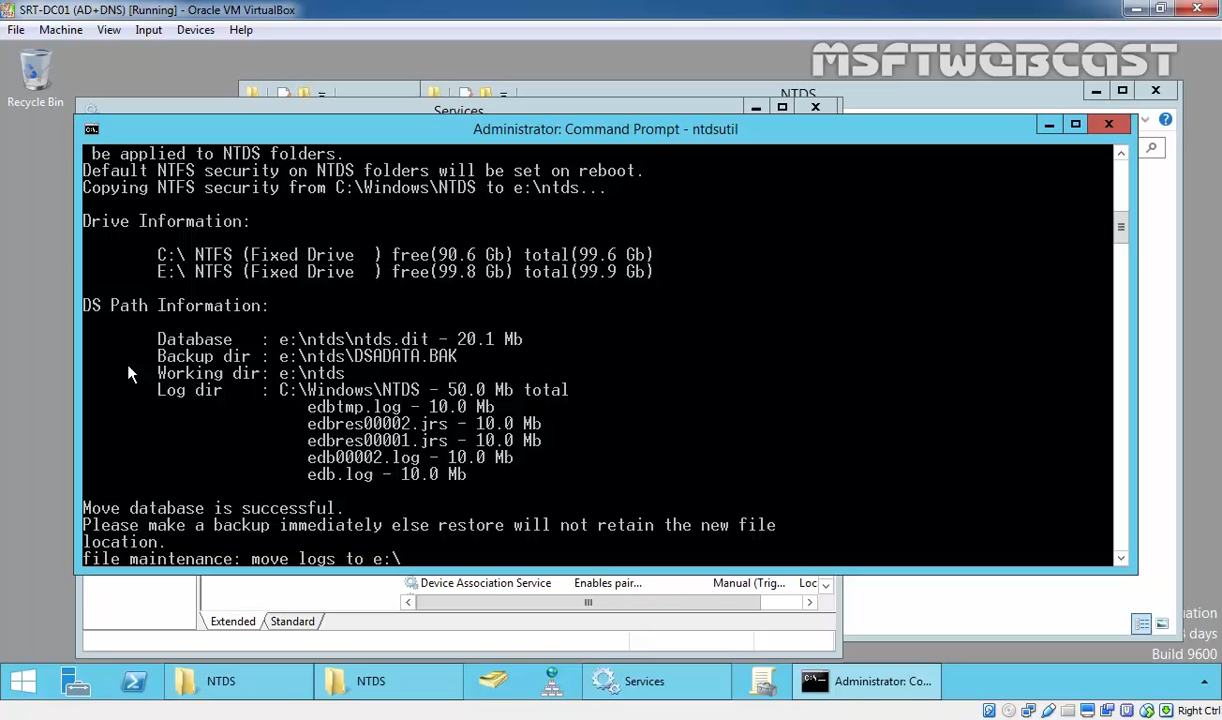 SRT-DC01 (AD+DNS) [Running] - Oracle VM VirtualBox
File Machine View Input Devices Help
MSFTWEBCAST
Recycle Bin
NTDS
Services
Administrator: Command Prompt - ntdsutil
be applied to NTDS folders.
Default NTFS security on NTDS folders will be set on reboot.
Copying NTFS security from C:\Windows\NTDS to e:\ntds...
Drive Information:
C:\ NTFS (Fixed Drive  ) free(90.6 Gb) total(99.6 Gb)
E:\ NTFS (Fixed Drive  ) free(99.8 Gb) total(99.9 Gb)
DS Path Information:
Database   : e:\ntds\ntds.dit - 20.1 Mb
Backup dir : e:\ntds\DSADATA.BAK
Working dir: e:\ntds
Log dir    : C:\Windows\NTDS - 50.0 Mb total
edbtmp.log - 10.0 Mb
edbres00002.jrs - 10.0 Mb
edbres00001.jrs - 10.0 Mb
edb00002.log - 10.0 Mb
edb.log - 10.0 Mb
Move database is successful.
Please make a backup immediately else restore will not retain the new file
location.
file maintenance: move logs to e:\
Device Association Service Enables pair... Manual (Trig... Loc
Extended Standard
days
Build 9600
NTDS NTDS Services Administrator: Co...
Right Ctrl